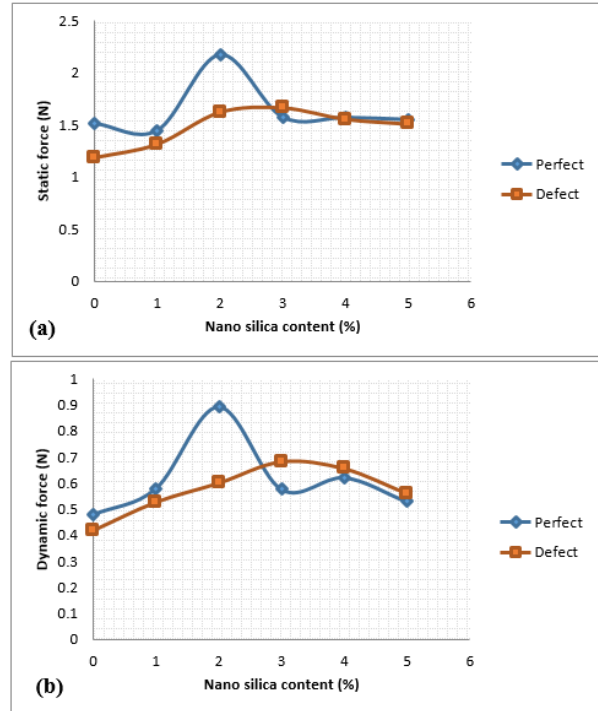 2.5
2
1.5
1
0.5
0
Static force (N)
0 1 2 3 4 5 6
Nano silica content (%)
Perfect
Defect
(a)
1
0.9
0.8
0.7
0.6
0.5
0.4
0.3
0.2
0.1
0
Dynamic force (N)
0 1 2 3 4 5 6
Nano silica content (%)
Perfect
Defect
(b)